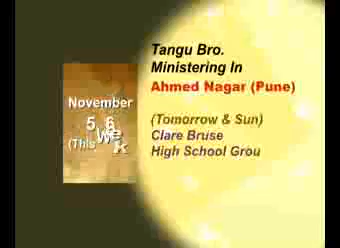 Tangu Bro.
Ministering In
Ahmed Nagar (Pune)
(Tomorrow & Sun)
Clare Bruse
High School Grou
November
5, 6
(This Week